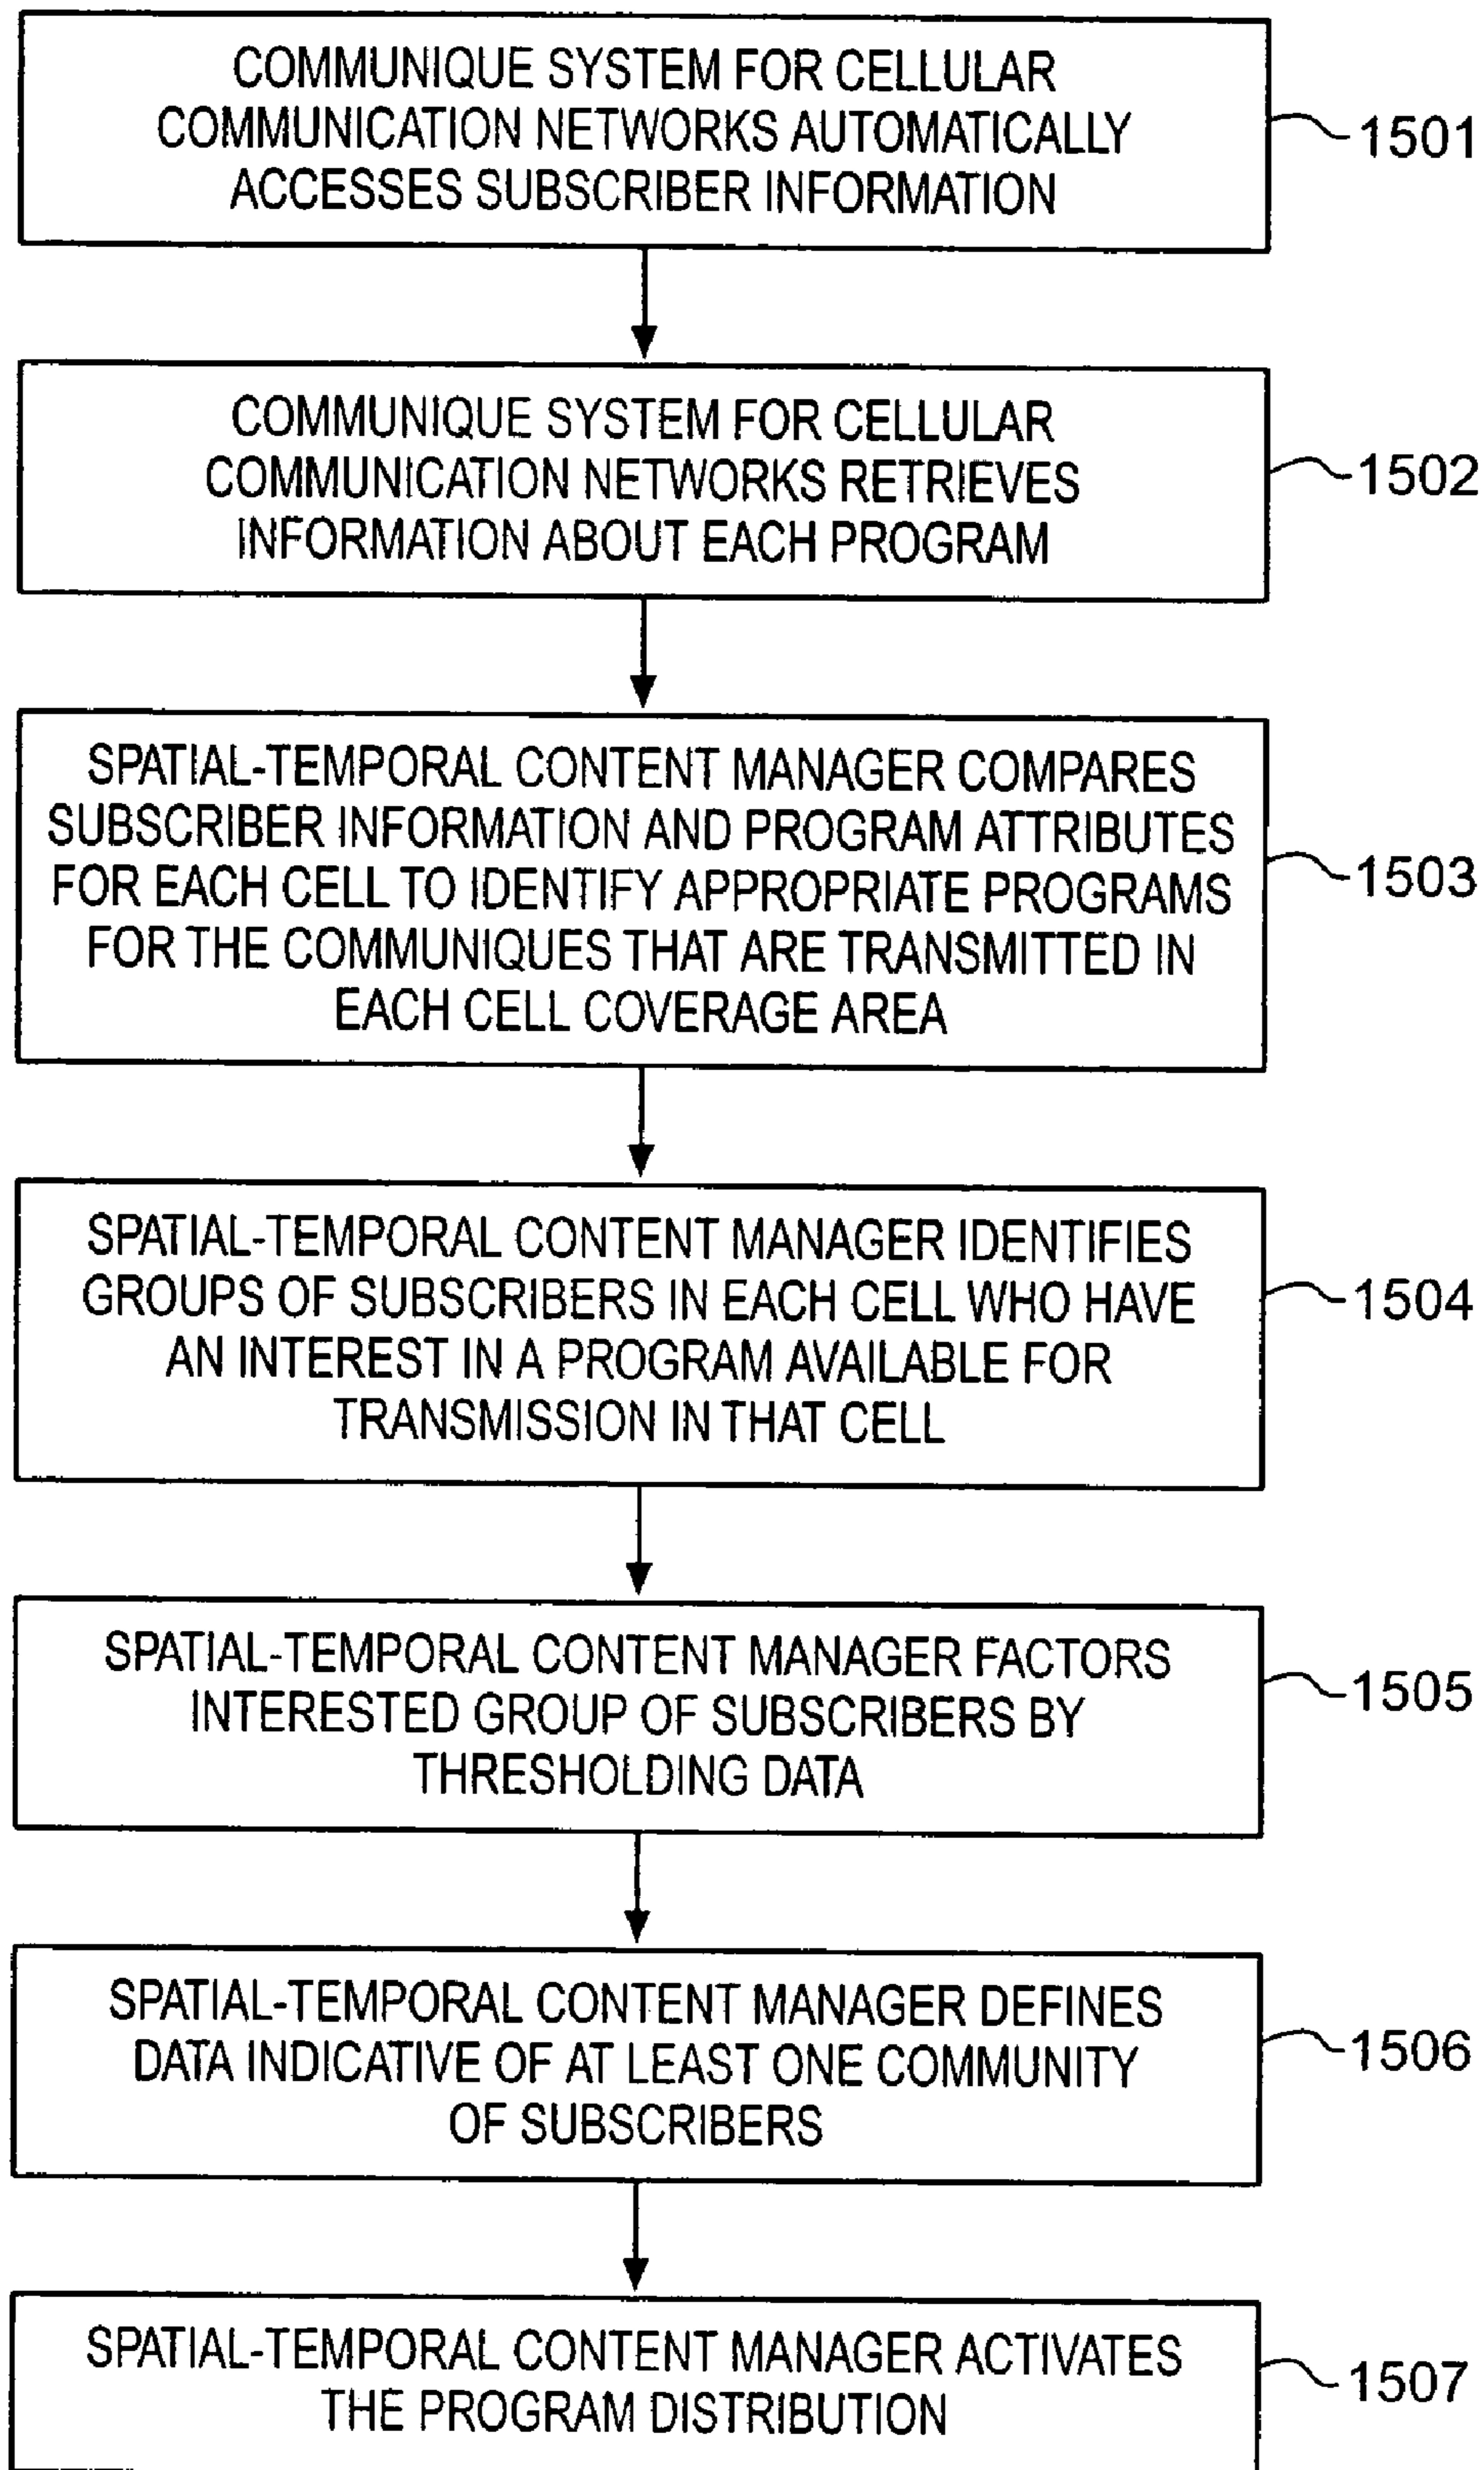 COMMUNIQUE SYSTEM FOR CELLULAR
COMMUNICATION NETWORKS AUTOMATICALLY
ACCESSES SUBSCRIBER INFORMATION
1501
COMMUNIQUE SYSTEM FOR CELLULAR
COMMUNICATION NETWORKS RETRIEVES
INFORMATION ABOUT EACH PROGRAM
1502
SPATIAL-TEMPORAL CONTENT MANAGER COMPARES
SUBSCRIBER INFORMATION AND PROGRAM ATTRIBUTES
FOR EACH CELL TO IDENTIFY APPROPRIATE PROGRAMS
FOR THE COMMUNIQUES THAT ARE TRANSMITTED IN
EACH CELL COVERAGE AREA
1503
SPATIAL-TEMPORAL CONTENT MANAGER IDENTIFIES
GROUPS OF SUBSCRIBERS IN EACH CELL WHO HAVE
AN INTEREST IN A PROGRAM AVAILABLE FOR
TRANSMISSION IN THAT CELL
1504
SPATIAL-TEMPORAL CONTENT MANAGER FACTORS
INTERESTED GROUP OF SUBSCRIBERS BY
THRESHOLDING DATA
1505
SPATIAL-TEMPORAL CONTENT MANAGER DEFINES
DATA INDICATIVE OF AT LEAST ONE COMMUNITY
OF SUBSCRIBERS
1506
SPATIAL-TEMPORAL CONTENT MANAGER ACTIVATES
THE PROGRAM DISTRIBUTION
1507